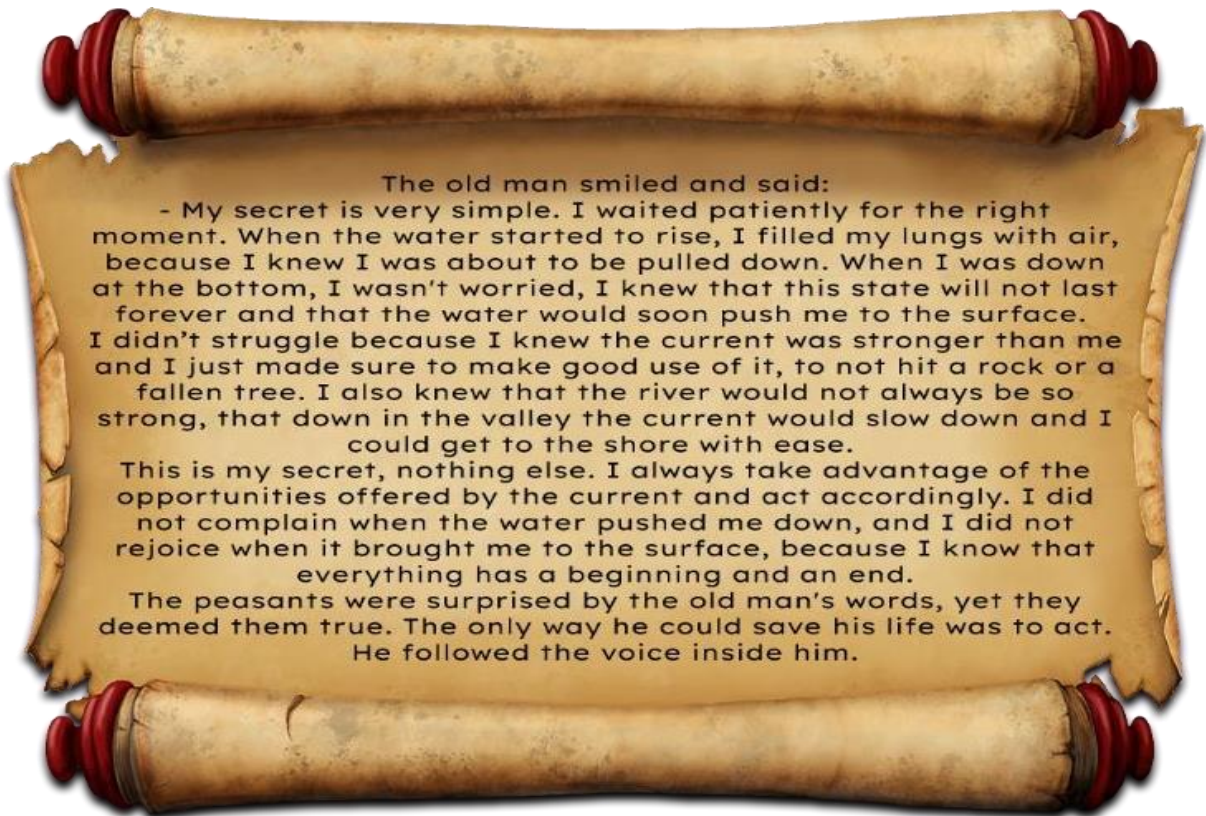 The old man smiled and said:
- My secret is very simple. I waited patiently for the right
moment. When the water started to rise, I filled my lungs with air,
because I knew I was about to be pulled down. When I was down
at the bottom, I wasn't worried, I knew that this state will not last
forever and that the water would soon push me to the surface.
I didn’t struggle because I knew the current was stronger than me
and I just made sure to make good use of it, to not hit a rock or a
fallen tree. I also knew that the river would not always be so
strong, that down in the valley the current would slow down and I
could get to the shore with ease.
This is my secret, nothing else. I always take advantage of the
opportunities offered by the current and act accordingly. I did
not complain when the water pushed me down, and I did not
rejoice when it brought me to the surface, because I know that
everything has a beginning and an end.
The peasants were surprised by the old man's words, yet they
deemed them true. The only way he could save his life was to act.
He followed the voice inside him.